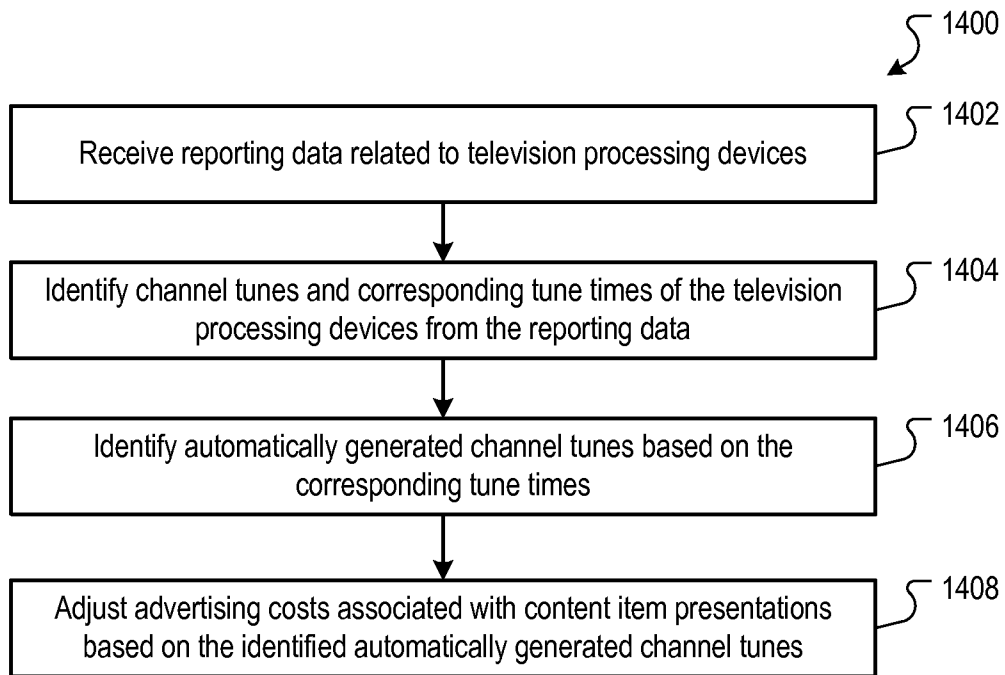 1400
1402
Receive reporting data related to television processing devices
1404
Identify channel tunes and corresponding tune times of the television
processing devices from the reporting data
1406
Identify automatically generated channel tunes based on the
corresponding tune times
1408
Adjust advertising costs associated with content item presentations
based on the identified automatically generated channel tunes